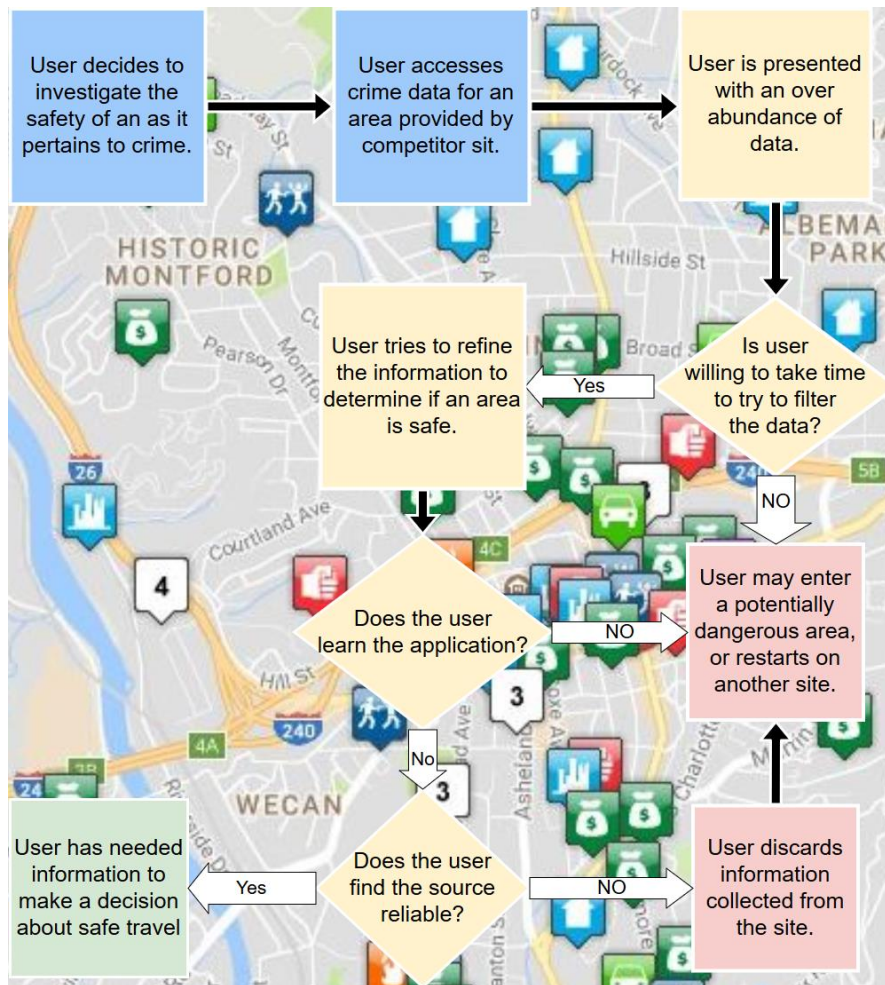 User decides to
investigate the
safety of an as it
pertains to crime.
User accesses
crime data for an
area provided by
competitor sit.
User is presented
with an over
abundance of
data.
HISTORIC
MONTFORD
ALBEMA
PARK
Hillside St
Pearson Dr
Broad S
User tries to refine
the information to
determine if an area
is safe.
Yes
Is user
willing to take time
to try to filter
the data?
26
240
5B
NO
Courtland Ave
4C
4
Does the user
learn the application?
NO
User may enter
a potentially
dangerous area,
or restarts on
another site.
Hill St
3
240
4A
No
3
WECAN
Asheland
Charlotte
Martin
User has needed
information to
make a decision
about safe travel
Yes
Does the user
find the source
reliable?
NO
User discards
information
collected from
the site.